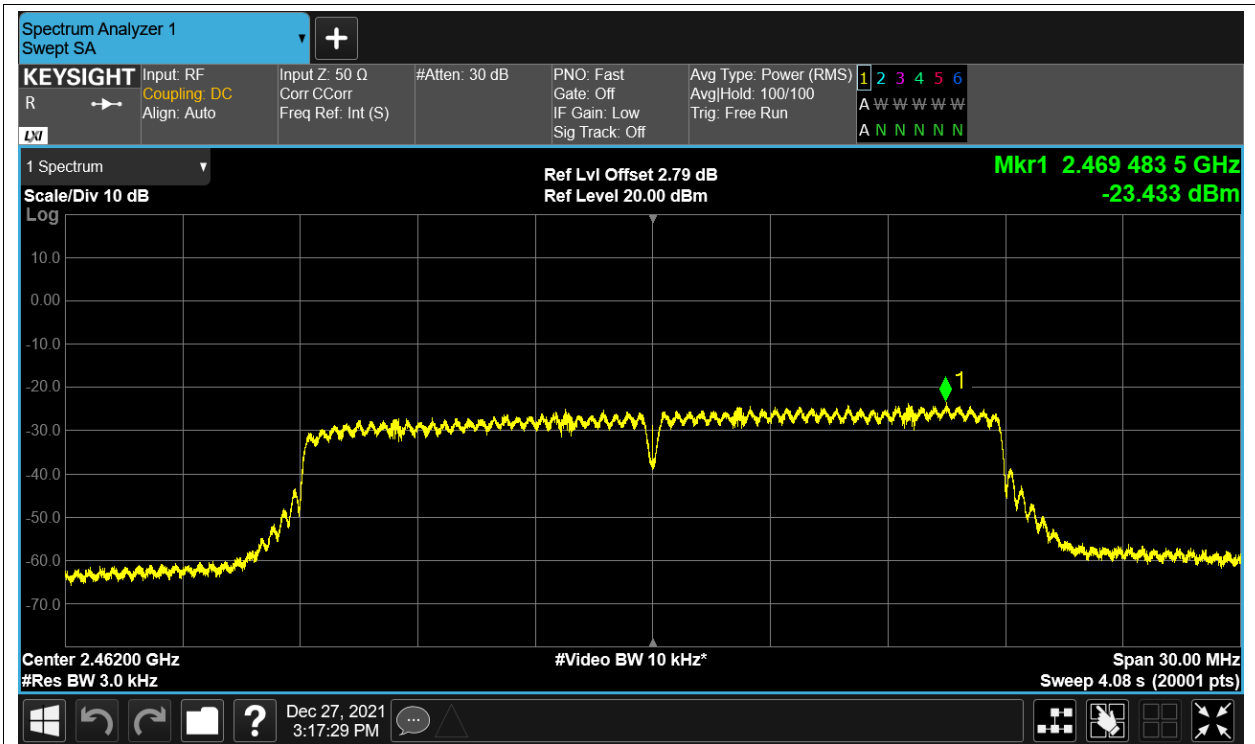 Spectrum Analyzer 1
Swept SA
KEYSIGHT
R
LXI
Input: RF
Coupling: DC
Align: Auto
Input Z: 50 Ω
Corr CCorr
Freq Ref: Int (S)
#Atten: 30 dB
PNO: Fast
Gate: Off
IF Gain: Low
Sig Track: Off
Avg Type: Power (RMS)
Avg|Hold: 100/100
Trig: Free Run
1 2 3 4 5 6
A W W W W W
A N N N N N
1 Spectrum
Scale/Div 10 dB
Log
Ref Lvl Offset 2.79 dB
Ref Level 20.00 dBm
Mkr1 2.469 483 5 GHz
-23.433 dBm
10.0
0.00
-10.0
-20.0
-30.0
-40.0
-50.0
-60.0
-70.0
1
Center 2.46200 GHz
#Res BW 3.0 kHz
#Video BW 10 kHz*
Span 30.00 MHz
Sweep 4.08 s (20001 pts)
?
Dec 27, 2021
3:17:29 PM